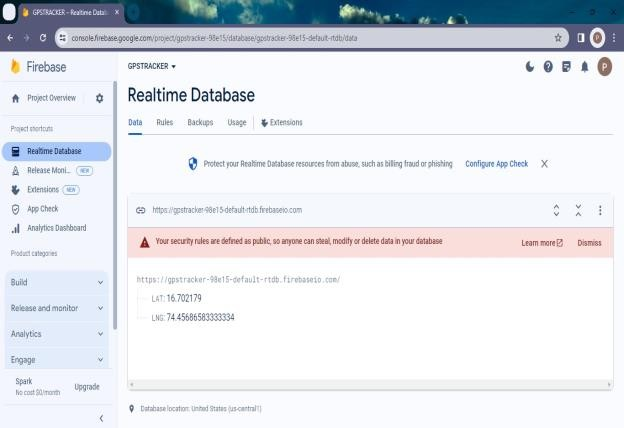 GPSTRACKER – Realtime Datab
console.firebase.google.com/project/gpstracker-98e15/database/gpstracker-98e15-default-rtdb/data
Firebase
GPSTRACKER
P
Project Overview
Realtime Database
Data Rules Backups Usage Extensions
Project shortcuts
Realtime Database
Release Moni... NEW
Extensions NEW
App Check
Analytics Dashboard
Product categories
Build
Release and monitor
Analytics
Engage
Spark
No cost $0/month
Upgrade
Protect your Realtime Database resources from abuse, such as billing fraud or phishing Configure App Check
https://gpstracker-98e15-default-rtdb.firebaseio.com
Your security rules are defined as public, so anyone can steal, modify or delete data in your database Learn more Dismiss
https://gpstracker-98e15-default-rtdb.firebaseio.com/
LAT: 16.702179
LNG: 74.45686583333334
Database location: United States (us-central1)